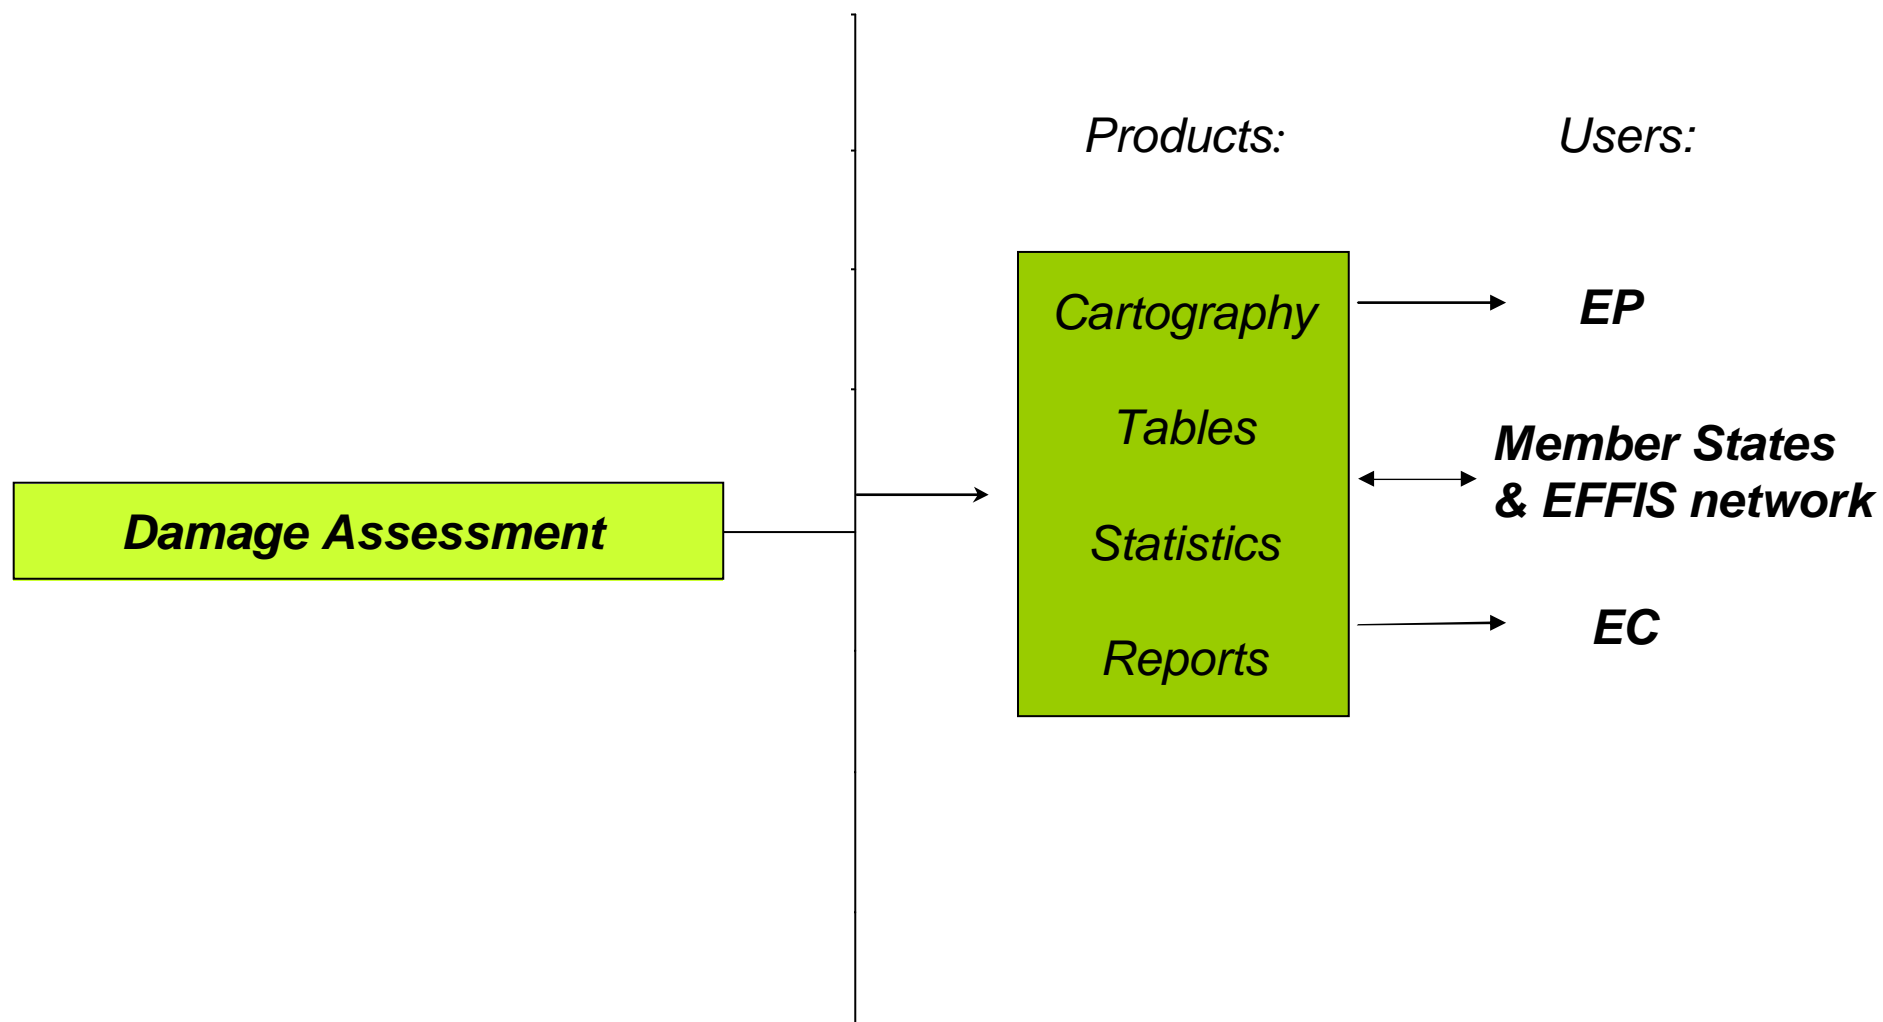 Products:
Users:
Damage Assessment
Cartography
Tables
Statistics
Reports
EP
Member States
& EFFIS network
EC